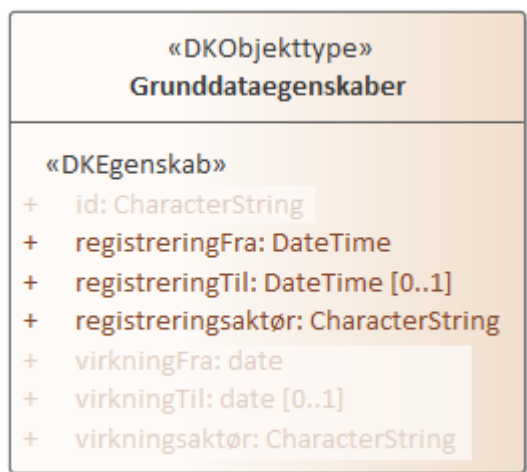 «DKObjekttype»
Grunddataegenskaber
«DKEgenskab»
+ id: CharacterString
+ registreringFra: DateTime
+ registreringTil: DateTime [0..1]
+ registreringsaktør: CharacterString
+ virkningFra: date
+ virkningTil: date [0..1]
+ virkningsaktør: CharacterString